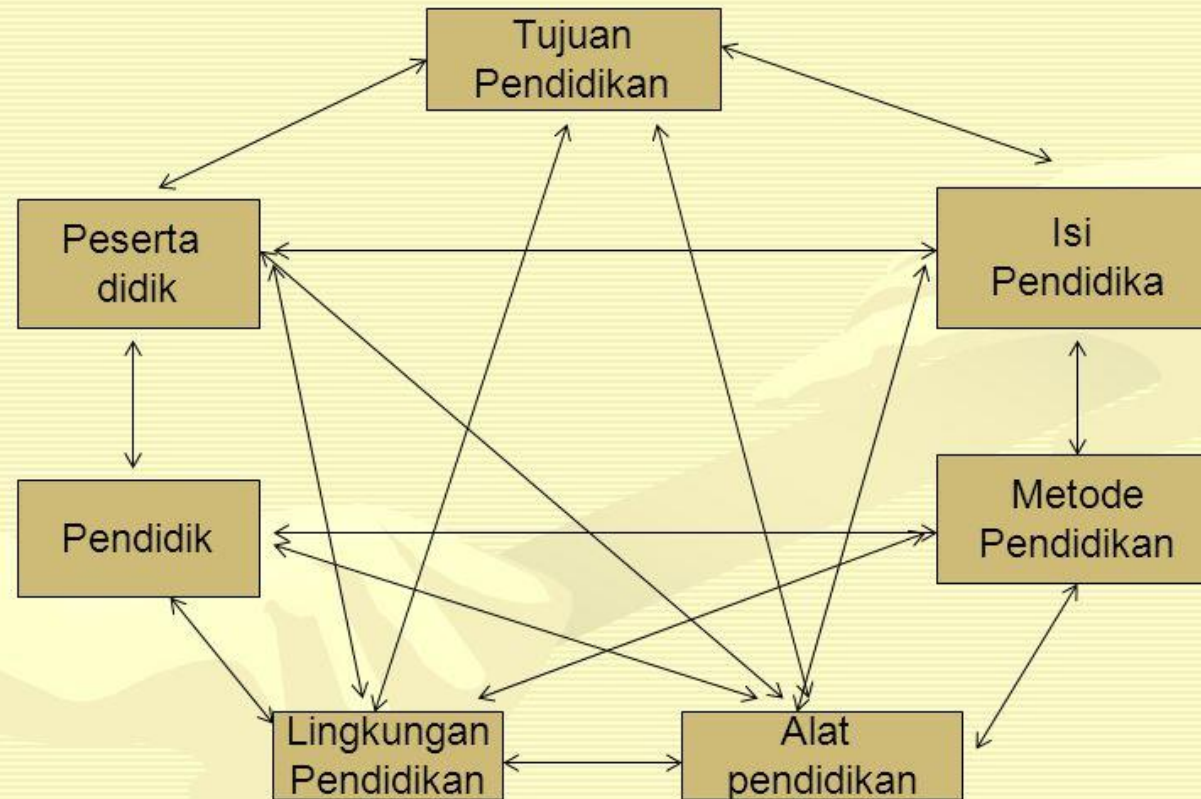 Tujuan
Pendidikan
Peserta
didik
Isi
Pendidika
Pendidik
Metode
Pendidikan
Lingkungan
Pendidikan
Alat
pendidikan